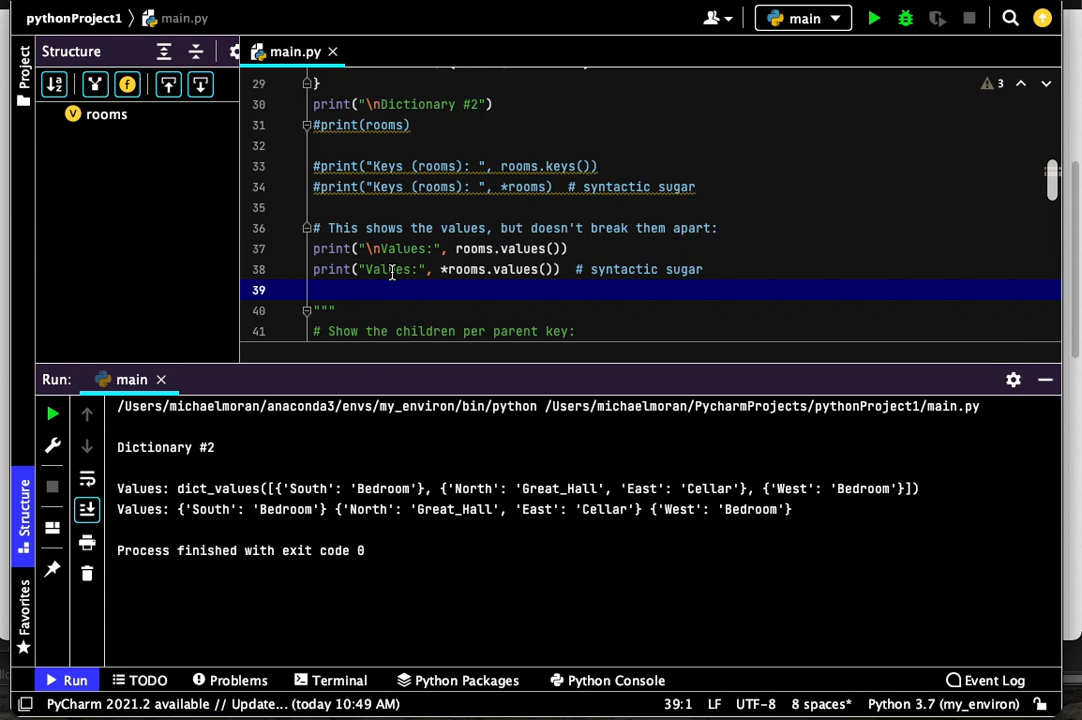 pythonProject1 main.py main
Structure main.py
Project
rooms
29 }
30 print("\nDictionary #2")
31 #print(rooms)
32
33 #print("Keys (rooms): ", rooms.keys())
34 #print("Keys (rooms): ", *rooms)  # syntactic sugar
35
36 # This shows the values, but doesn't break them apart:
37 print("\nValues:", rooms.values())
38 print("Values:", *rooms.values())  # syntactic sugar
39
40 """
41 # Show the children per parent key:
3
Run: main
/Users/michaelmoran/anaconda3/envs/my_environ/bin/python /Users/michaelmoran/PycharmProjects/pythonProject1/main.py
Dictionary #2
Values: dict_values([{'South': 'Bedroom'}, {'North': 'Great_Hall', 'East': 'Cellar'}, {'West': 'Bedroom'}])
Values: {'South': 'Bedroom'} {'North': 'Great_Hall', 'East': 'Cellar'} {'West': 'Bedroom'}
Process finished with exit code 0
Structure
Favorites
Run TODO Problems Terminal Python Packages Python Console Event Log
PyCharm 2021.2 available // Update... (today 10:49 AM) 39:1 LF UTF-8 8 spaces* Python 3.7 (my_environ)